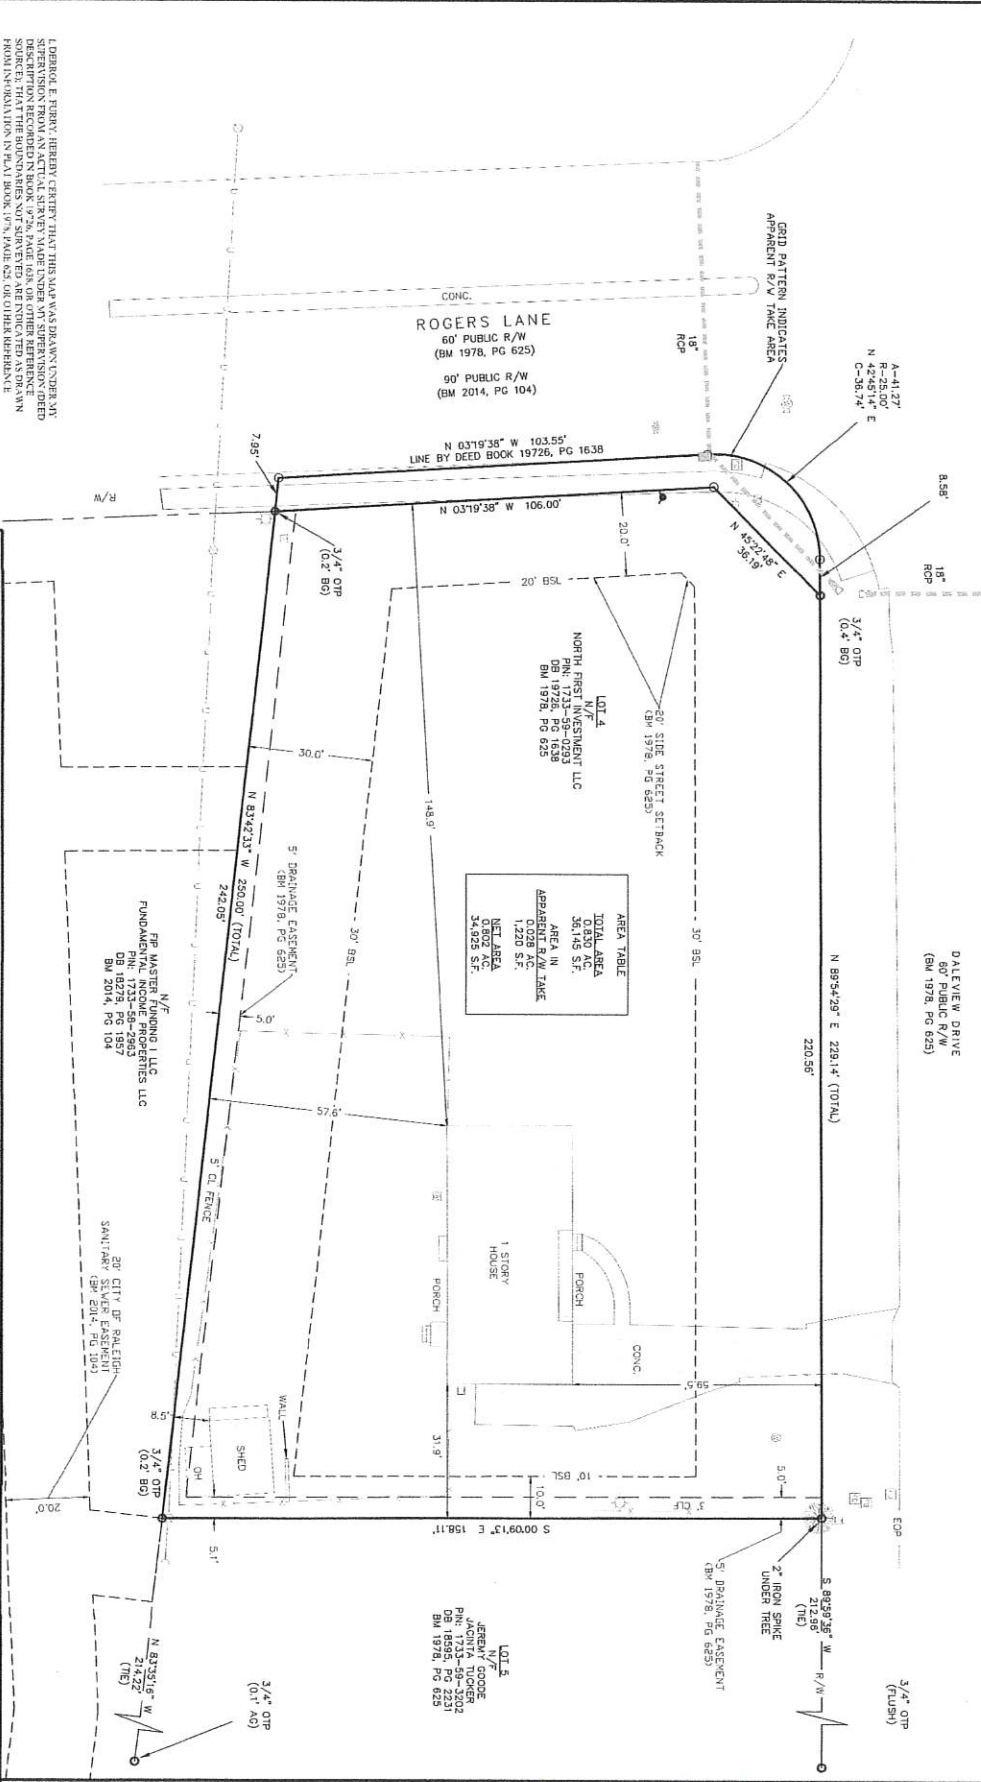 I, DERROL E. FURRY, HEREBY CERTIFY THAT THIS MAP WAS DRAWN UNDER MY
SUPERVISION FROM AN ACTUAL SURVEY MADE UNDER MY SUPERVISION (DEED
DESCRIPTION RECORDED IN BOOK 19726, PAGE 1638, OR OTHER REFERENCE
SOURCE); THAT THE BOUNDARIES NOT SURVEYED ARE INDICATED AS DRAWN
FROM INFORMATION IN PLAT BOOK 1978, PAGE 625, OR OTHER REFERENCE
CONC.
ROGERS LANE
60' PUBLIC R/W
(BM 1978, PG 625)
90' PUBLIC R/W
(BM 2014, PG 104)
18"
RCP
GRID PATTERN INDICATES
APPARENT R/W TAKE AREA
A-41.27'
R-25.00'
N 42°45'14" E
C-36.74'
8.58'
18"
RCP
3/4" OTP
(0.4' BG)
N 03°19'38" W 103.55'
LINE BY DEED BOOK 19726, PG 1638
7.95'
R/W
N 03°19'38" W 106.00'
3/4" OTP
(0.2' BG)
20.0'
N 45°22'48" E
36.19'
20' BSL
LOT 4
N/F
NORTH FIRST INVESTMENT LLC
PIN: 1733-59-0293
DB 19726, PG 1638
BM 1978, PG 625
20' SIDE STREET SETBACK
(BM 1978, PG 625)
30.0'
148.9'
N 83°42'33" W 250.00' (TOTAL)
242.05'
5' DRAINAGE EASEMENT
(BM 1978, PG 625)
30' BSL
30' BSL
AREA TABLE
TOTAL AREA
0.830 AC.
36,145 S.F.
AREA IN
APPARENT R/W TAKE
0.028 AC.
1,220 S.F.
NET AREA
0.802 AC.
34,925 S.F.
DALEVIEW DRIVE
60' PUBLIC R/W
(BM 1978, PG 625)
N 89°54'29" E 229.14' (TOTAL)
220.56'
N/F
FIP MASTER FUNDING I LLC
FUNDAMENTAL INCOME PROPERTIES LLC
PIN: 1733-58-2963
DB 18279, PG 1957
BM 2014, PG 104
5.0'
57.6'
5' CL FENCE
1 STORY
HOUSE
PORCH
PORCH
CONC.
59.5'
31.9'
20' CITY OF RALEIGH
SANITARY SEWER EASEMENT
(BM 2014, PG 104)
WALL
SHED
OH
8.5'
3/4" OTP
(0.2' BG)
20.0'
10' BSL
10.0'
3' CLF
5.0'
EOP
S 00°09'13" E 158.11'
5.1'
2" IRON SPIKE
UNDER TREE
5' DRAINAGE EASEMENT
(BM 1978, PG 625)
S 89°59'36" W
212.96'
(TIE)
R/W
3/4" OTP
(FLUSH)
LOT 5
N/F
JEREMY GOODE
JACINTA TUCKER
PIN: 1733-59-3202
DB 18595, PG 2231
BM 1978, PG 625
N 83°35'16" W
214.22'
(TIE)
3/4" OTP
(0.1' AG)